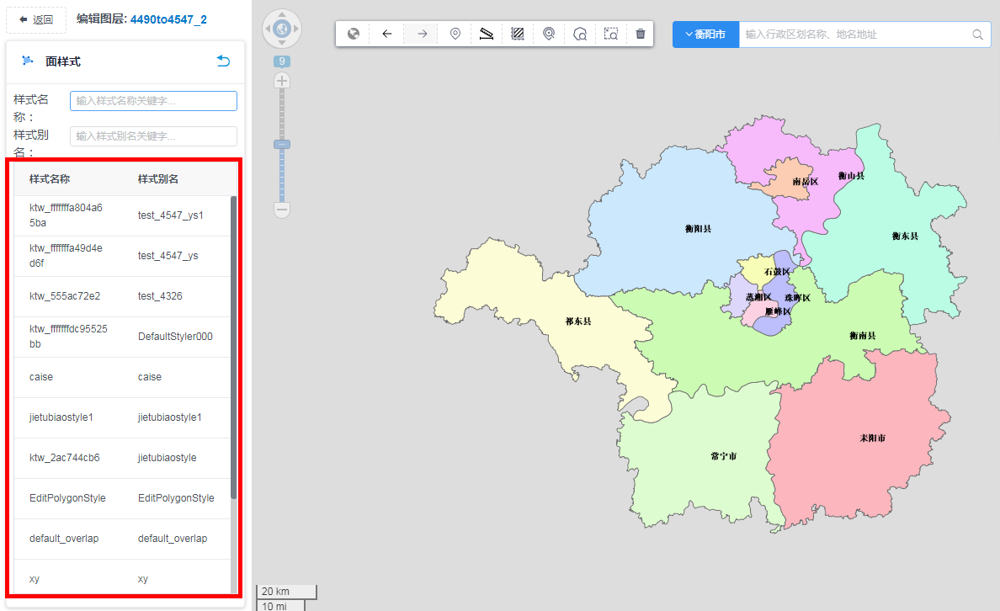 返回
编辑图层: 4490to4547_2
面样式
样式名称：
输入样式名称关键字...
样式别名：
输入样式别名关键字...
样式名称 样式别名
ktw_fffffffa804a65ba test_4547_ys1
ktw_fffffffa49d4ed6f test_4547_ys
ktw_555ac72e2 test_4326
ktw_fffffffdc95525bb DefaultStyler000
caise caise
jietubiaostyle1 jietubiaostyle1
ktw_2ac744cb6 jietubiaostyle
EditPolygonStyle EditPolygonStyle
default_overlap default_overlap
xy xy
9
衡阳市
输入行政区划名称、地名地址
南岳区
衡山县
衡阳县
衡东县
石鼓区
蒸湘区
珠晖区
雁峰区
祁东县
衡南县
耒阳市
常宁市
20 km
10 mi